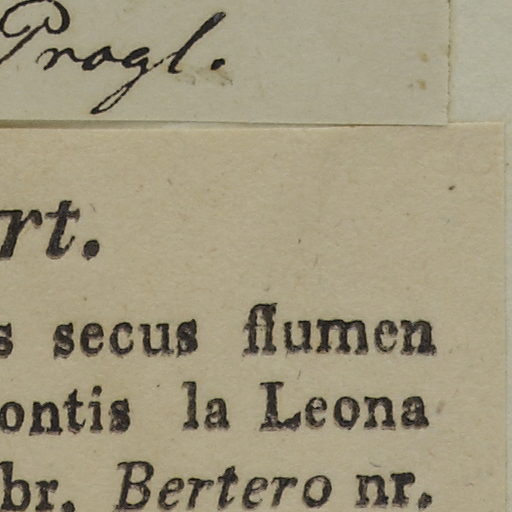 Progl.
rt.
s secus flumen
ontis la Leona
br. Bertero nr.